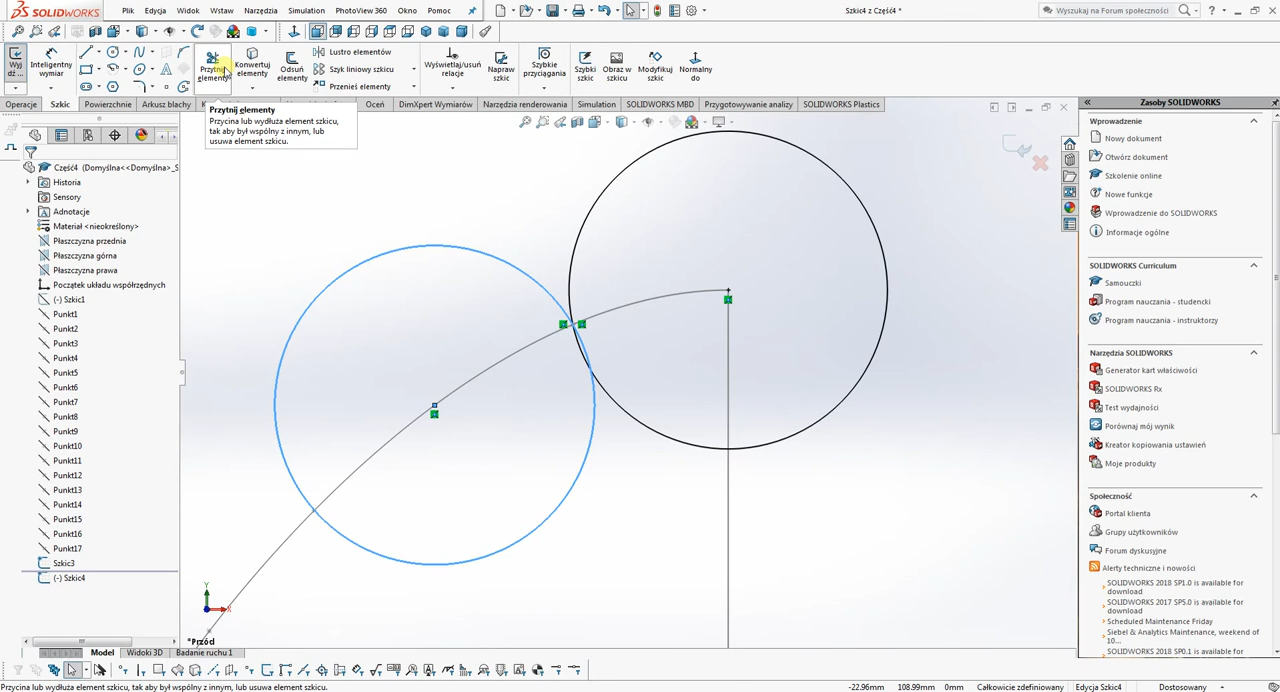 SOLIDWORKS
Plik Edycja Widok Wstaw Narzędzia Simulation PhotoView 360 Okno Pomoc
Szkic4 z Część4 *
Wyszukaj na Forum społeczności
Wyj dź ...
Inteligentny wymiar
Przytnij elementy
Konwertuj elementy
Odsuń elementy
Lustro elementów
Szyk liniowy szkicu
Przenieś elementy
Wyświetlaj/usuń relacje
Napraw szkic
Szybkie przyciągania
Szybki szkic
Obraz w szkicu
Modyfikuj szkic
Normalny do
Operacje Szkic Powierzchnie Arkusz blachy Oceń DimXpert Wymiarów Narzędzia renderowania Simulation SOLIDWORKS MBD Przygotowywanie analizy SOLIDWORKS Plastics
Przytnij elementy
Przycina lub wydłuża element szkicu,
tak aby był wspólny z innym, lub
usuwa element szkicu.
Część4 (Domyślna<<Domyślna>_S
Historia
Sensory
Adnotacje
Materiał <nieokreślony>
Płaszczyzna przednia
Płaszczyzna górna
Płaszczyzna prawa
Początek układu współrzędnych
(-) Szkic1
Punkt1
Punkt2
Punkt3
Punkt4
Punkt5
Punkt6
Punkt7
Punkt8
Punkt9
Punkt10
Punkt11
Punkt12
Punkt13
Punkt14
Punkt15
Punkt16
Punkt17
Szkic3
(-) Szkic4
Y
X
*Przód
Zasoby SOLIDWORKS
Wprowadzenie
Nowy dokument
Otwórz dokument
Szkolenie online
Nowe funkcje
Wprowadzenie do SOLIDWORKS
Informacje ogólne
SOLIDWORKS Curriculum
Samouczki
Program nauczania - studencki
Program nauczania - instruktorzy
Narzędzia SOLIDWORKS
Generator kart właściwości
SOLIDWORKS Rx
Test wydajności
Porównaj mój wynik
Kreator kopiowania ustawień
Moje produkty
Społeczność
Portal klienta
Grupy użytkowników
Forum dyskusyjne
Alerty techniczne i nowości
SOLIDWORKS 2018 SP1.0 is available for
download
SOLIDWORKS 2017 SP5.0 is available for
download
Scheduled Maintenance Friday
Siebel & Analytics Maintenance, weekend of
10...
SOLIDWORKS 2018 SP0.1 is available for
Model Widoki 3D Badanie ruchu 1
Przycina lub wydłuża element szkicu, tak aby był wspólny z innym, lub usuwa element szkicu.
-22.96mm 108.99mm 0mm Całkowicie zdefiniowany Edycja Szkic4 Dostosowany